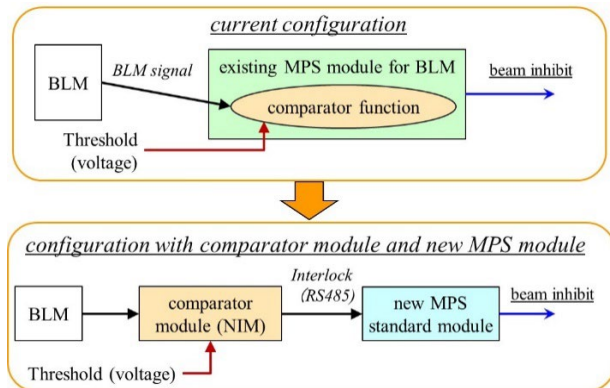 current configuration
BLM
BLM signal
existing MPS module for BLM
comparator function
beam inhibit
Threshold
(voltage)
configuration with comparator module and new MPS module
BLM
comparator
module (NIM)
Interlock
(RS485)
new MPS
standard module
beam inhibit
Threshold (voltage)